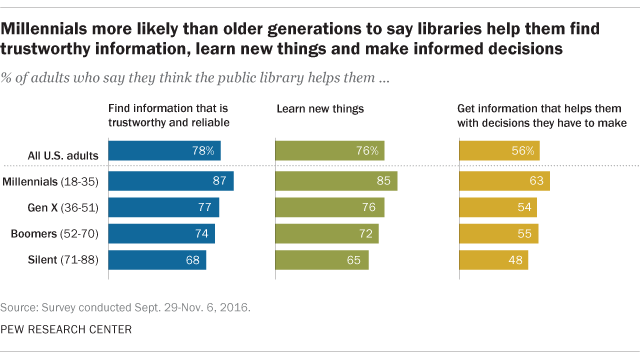 Millennials more likely than older generations to say libraries help them find
trustworthy information, learn new things and make informed decisions
% of adults who say they think the public library helps them ...
Find information that is
trustworthy and reliable
Learn new things
Get information that helps them
with decisions they have to make
All U.S. adults 78% 76% 56%
Millennials (18-35) 87 85 63
Gen X (36-51) 77 76 54
Boomers (52-70) 74 72 55
Silent (71-88) 68 65 48
Source: Survey conducted Sept. 29-Nov. 6, 2016.
PEW RESEARCH CENTER